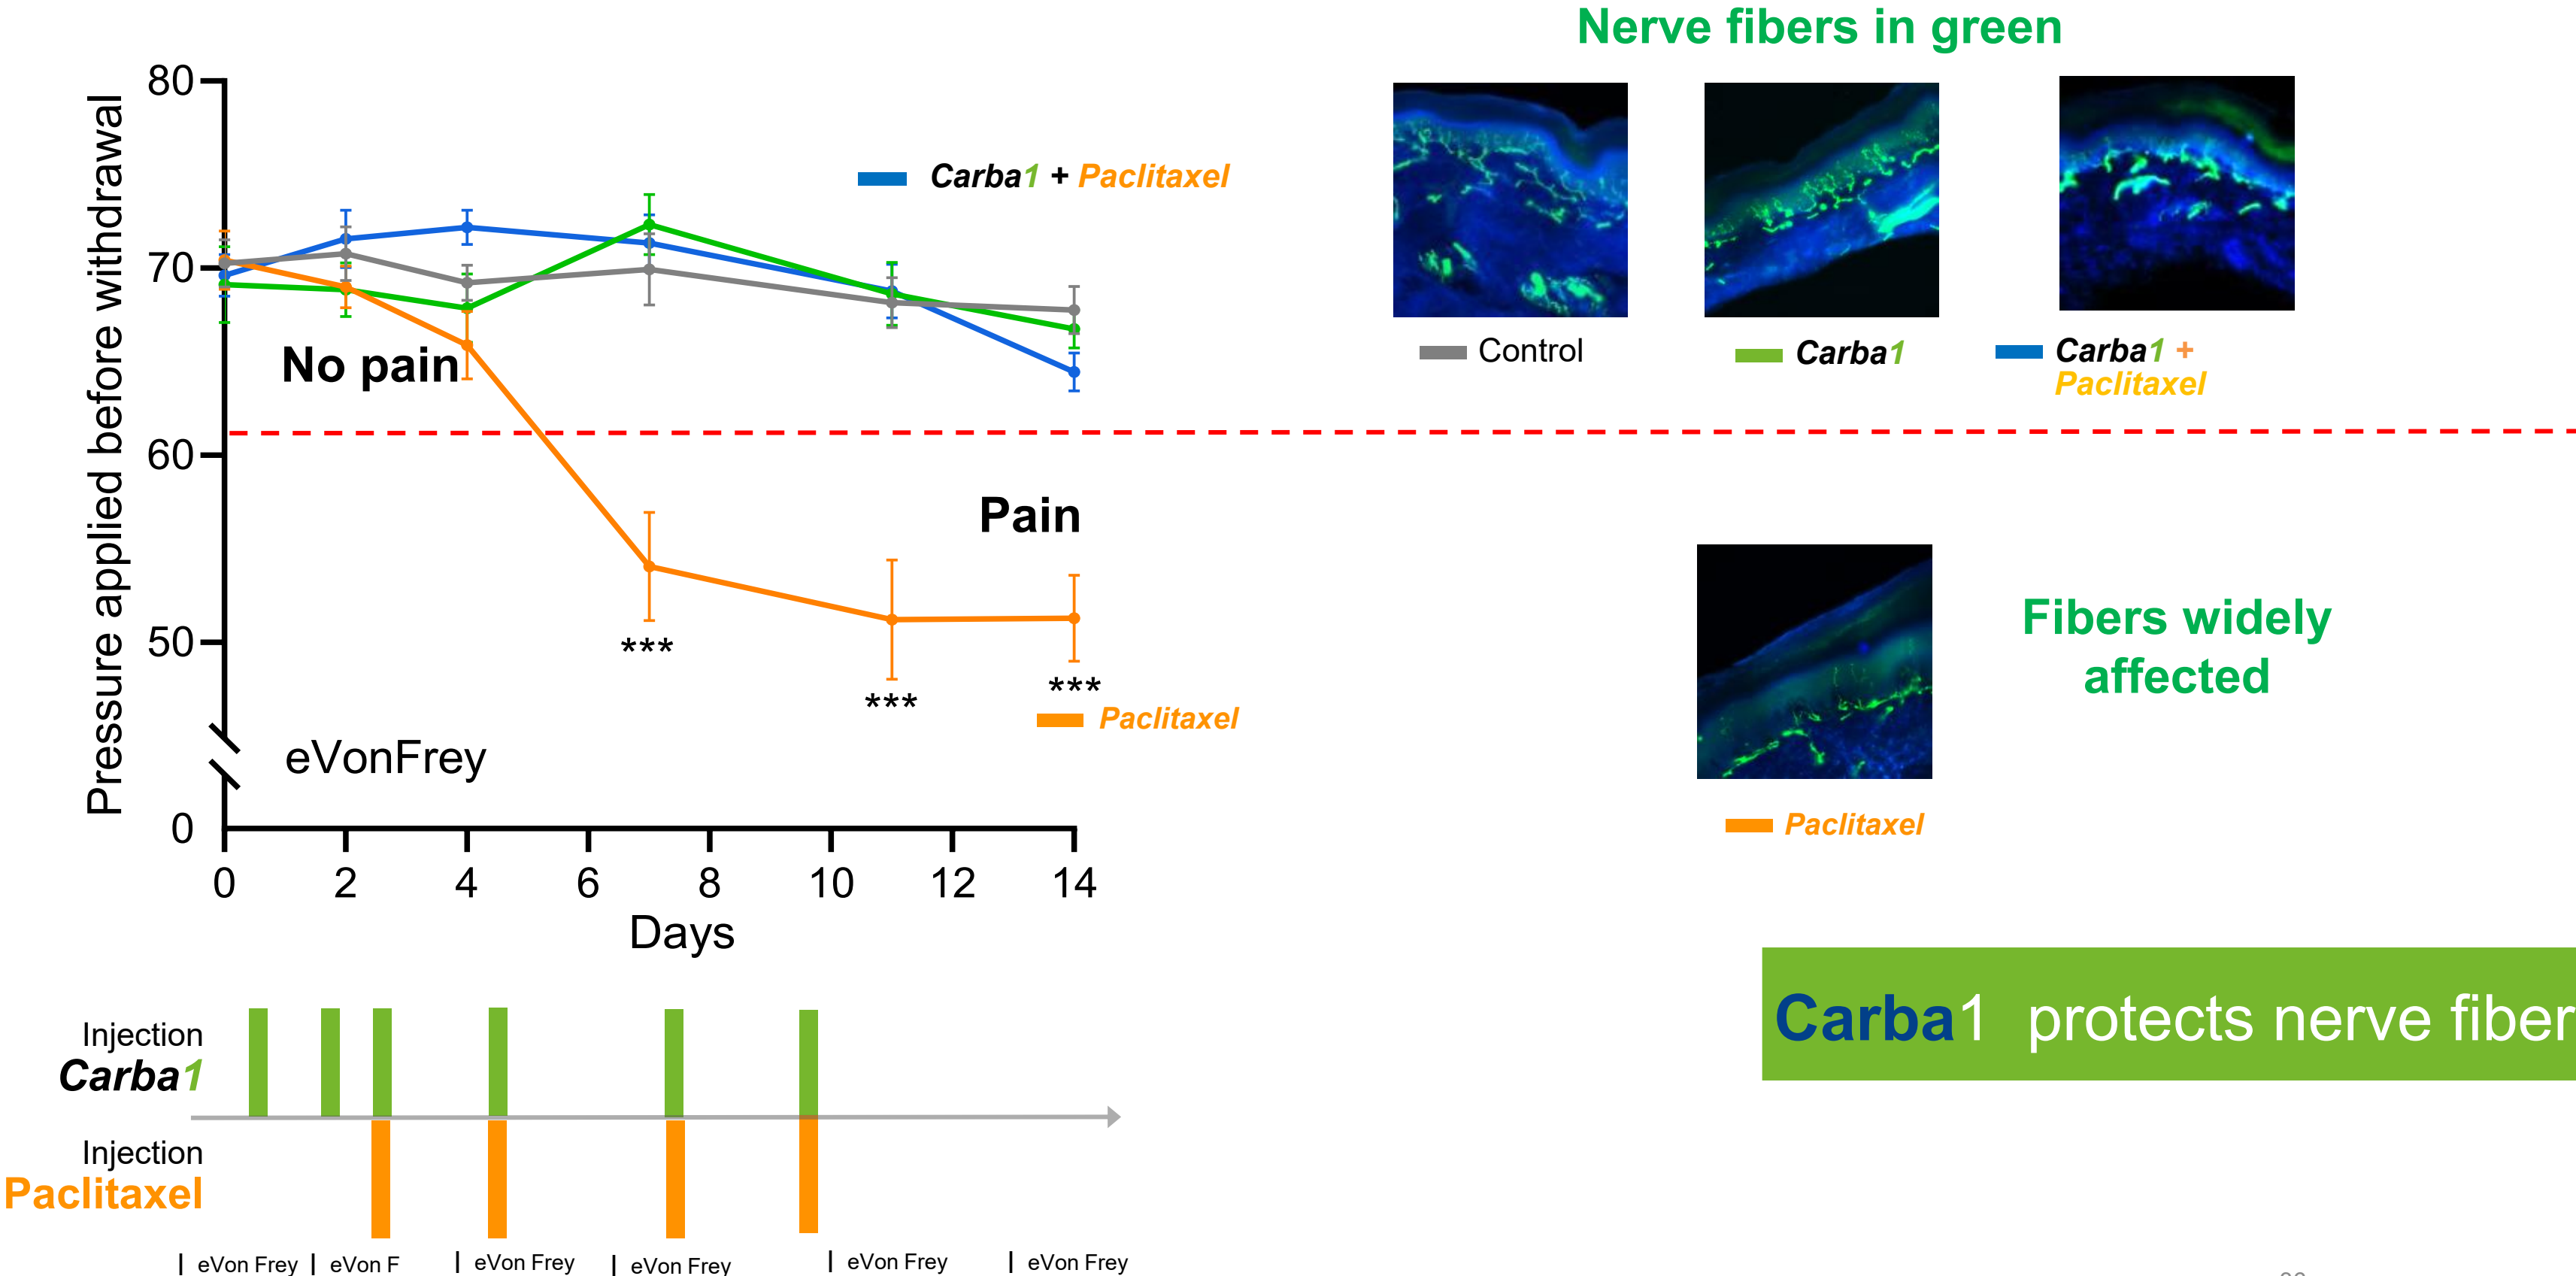 Nerve fibers in green
80
70
60
50
0
Pressure applied before withdrawal
Carba1 + Paclitaxel
No pain
Pain
***
***
***
Paclitaxel
eVonFrey
0 2 4 6 8 10 12 14
Days
Control
Carba1
Carba1 +
Paclitaxel
Fibers widely
affected
Paclitaxel
Carba1 protects nerve fiber
Injection
Carba1
Injection
Paclitaxel
| eVon Frey | eVon F | eVon Frey | eVon Frey | eVon Frey | eVon Frey